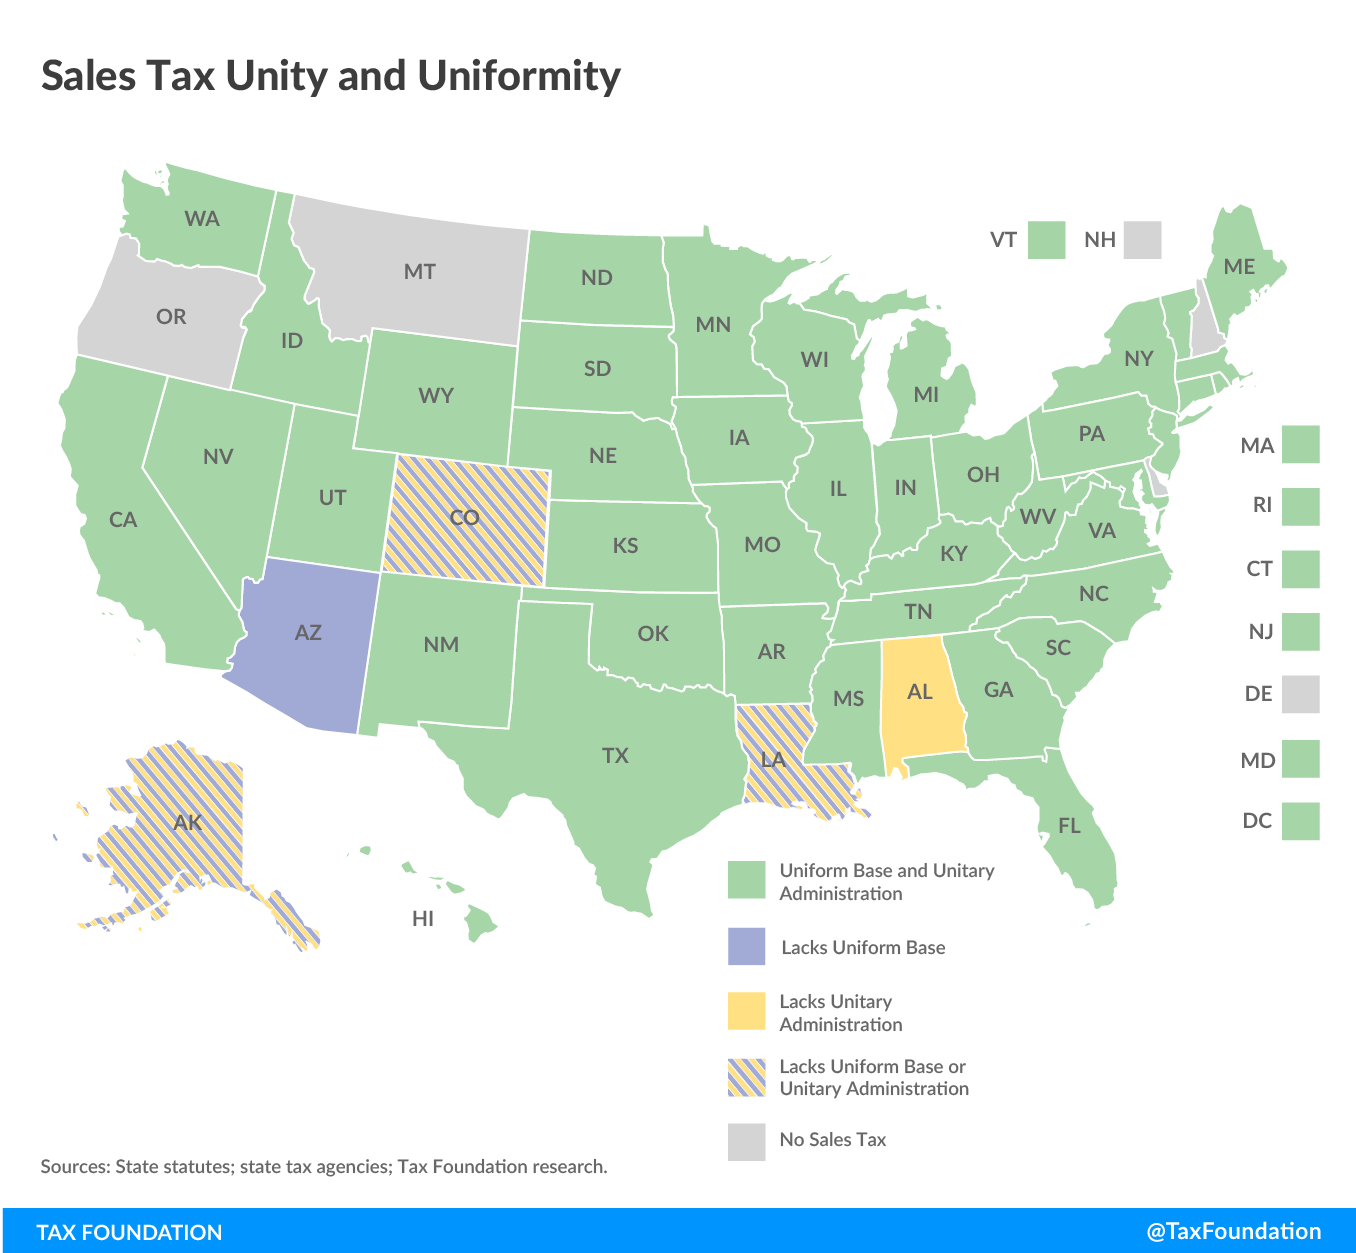 Sales Tax Unity and Uniformity
WA
MT
ND
MN
VT
NH
ME
OR
ID
SD
WI
NY
WY
MI
NV
NE
IA
PA
MA
UT
CO
IL
IN
OH
RI
CA
KS
MO
WV
VA
KY
CT
AZ
NM
OK
AR
TN
NC
NJ
SC
MS
AL
GA
DE
TX
LA
MD
AK
FL
DC
HI
Uniform Base and Unitary
Administration
Lacks Uniform Base
Lacks Unitary
Administration
Lacks Uniform Base or
Unitary Administration
No Sales Tax
Sources: State statutes; state tax agencies; Tax Foundation research.
TAX FOUNDATION
@TaxFoundation